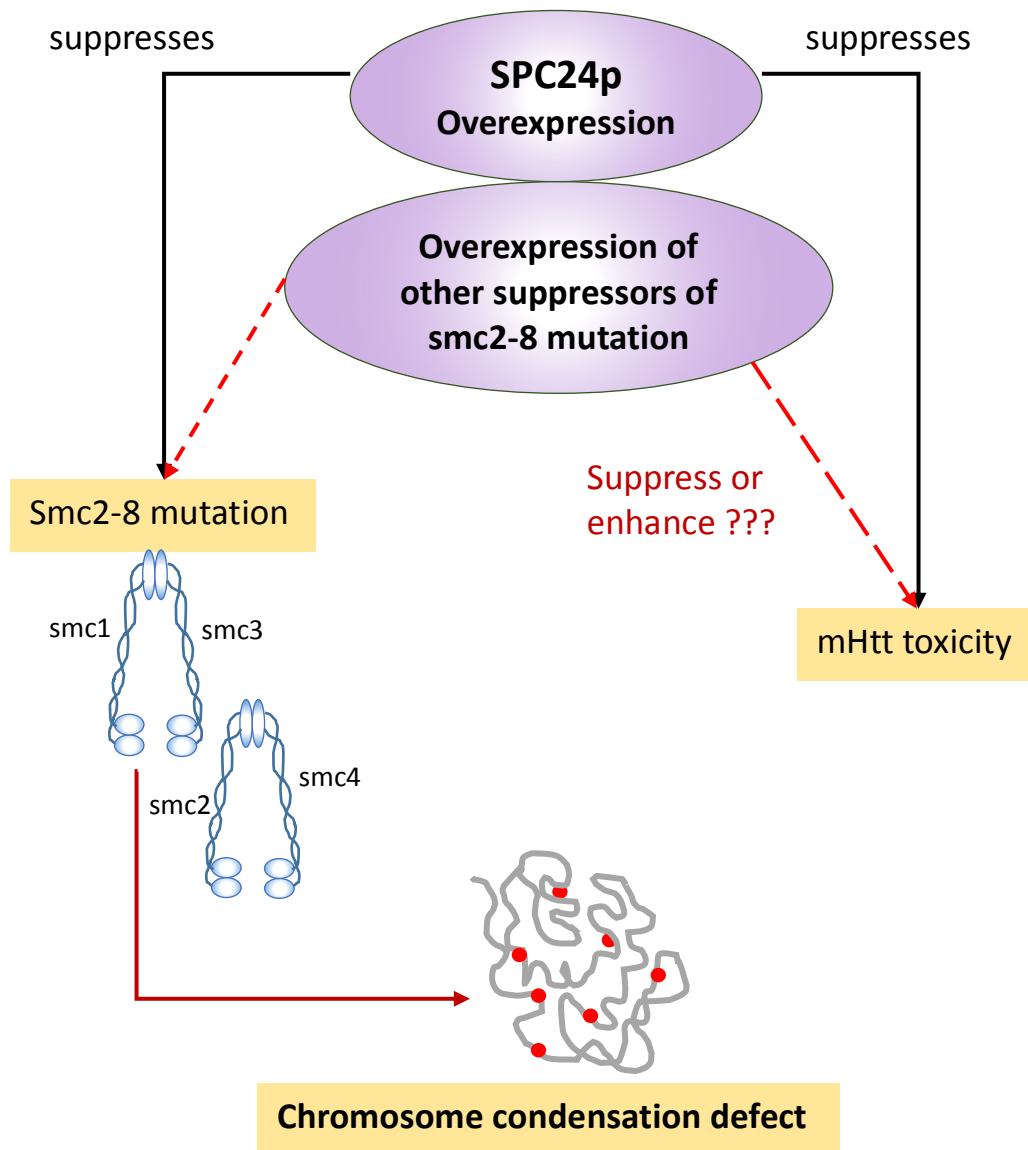 suppresses
suppresses
SPC24p
Overexpression
Overexpression of
other suppressors of
smc2-8 mutation
Suppress or
enhance ???
Smc2-8 mutation
smc1
smc3
mHtt toxicity
smc2
smc4
Chromosome condensation defect